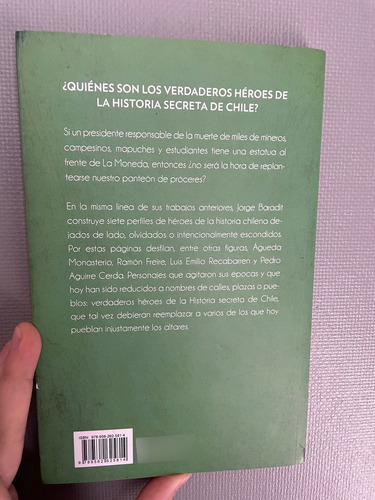 ¿QUIÉNES SON LOS VERDADEROS HÉROES DE
LA HISTORIA SECRETA DE CHILE?
Si un presidente responsable de la muerte de miles de mineros,
campesinos, mapuches y estudiantes tiene una estatua al
frente de La Moneda, entonces ¿no será la hora de replan-
tearse nuestro panteón de próceres?
En la misma línea de sus trabajos anteriores, Jorge Baradit
construye siete perfiles de héroes de la historia chilena de-
jados de lado, olvidados o intencionalmente escondidos.
Por estas páginas desfilan, entre otras figuras, Águeda
Monasterio, Ramón Freire, Luis Emilio Recabarren y Pedro
Aguirre Cerda. Personajes que agitaron sus épocas y que
hoy han sido reducidos a nombres de calles, plazas o pue-
blos: verdaderos héroes de la Historia secreta de Chile,
que tal vez debieran reemplazar a varios de los que hoy
pueblan injustamente los altares.